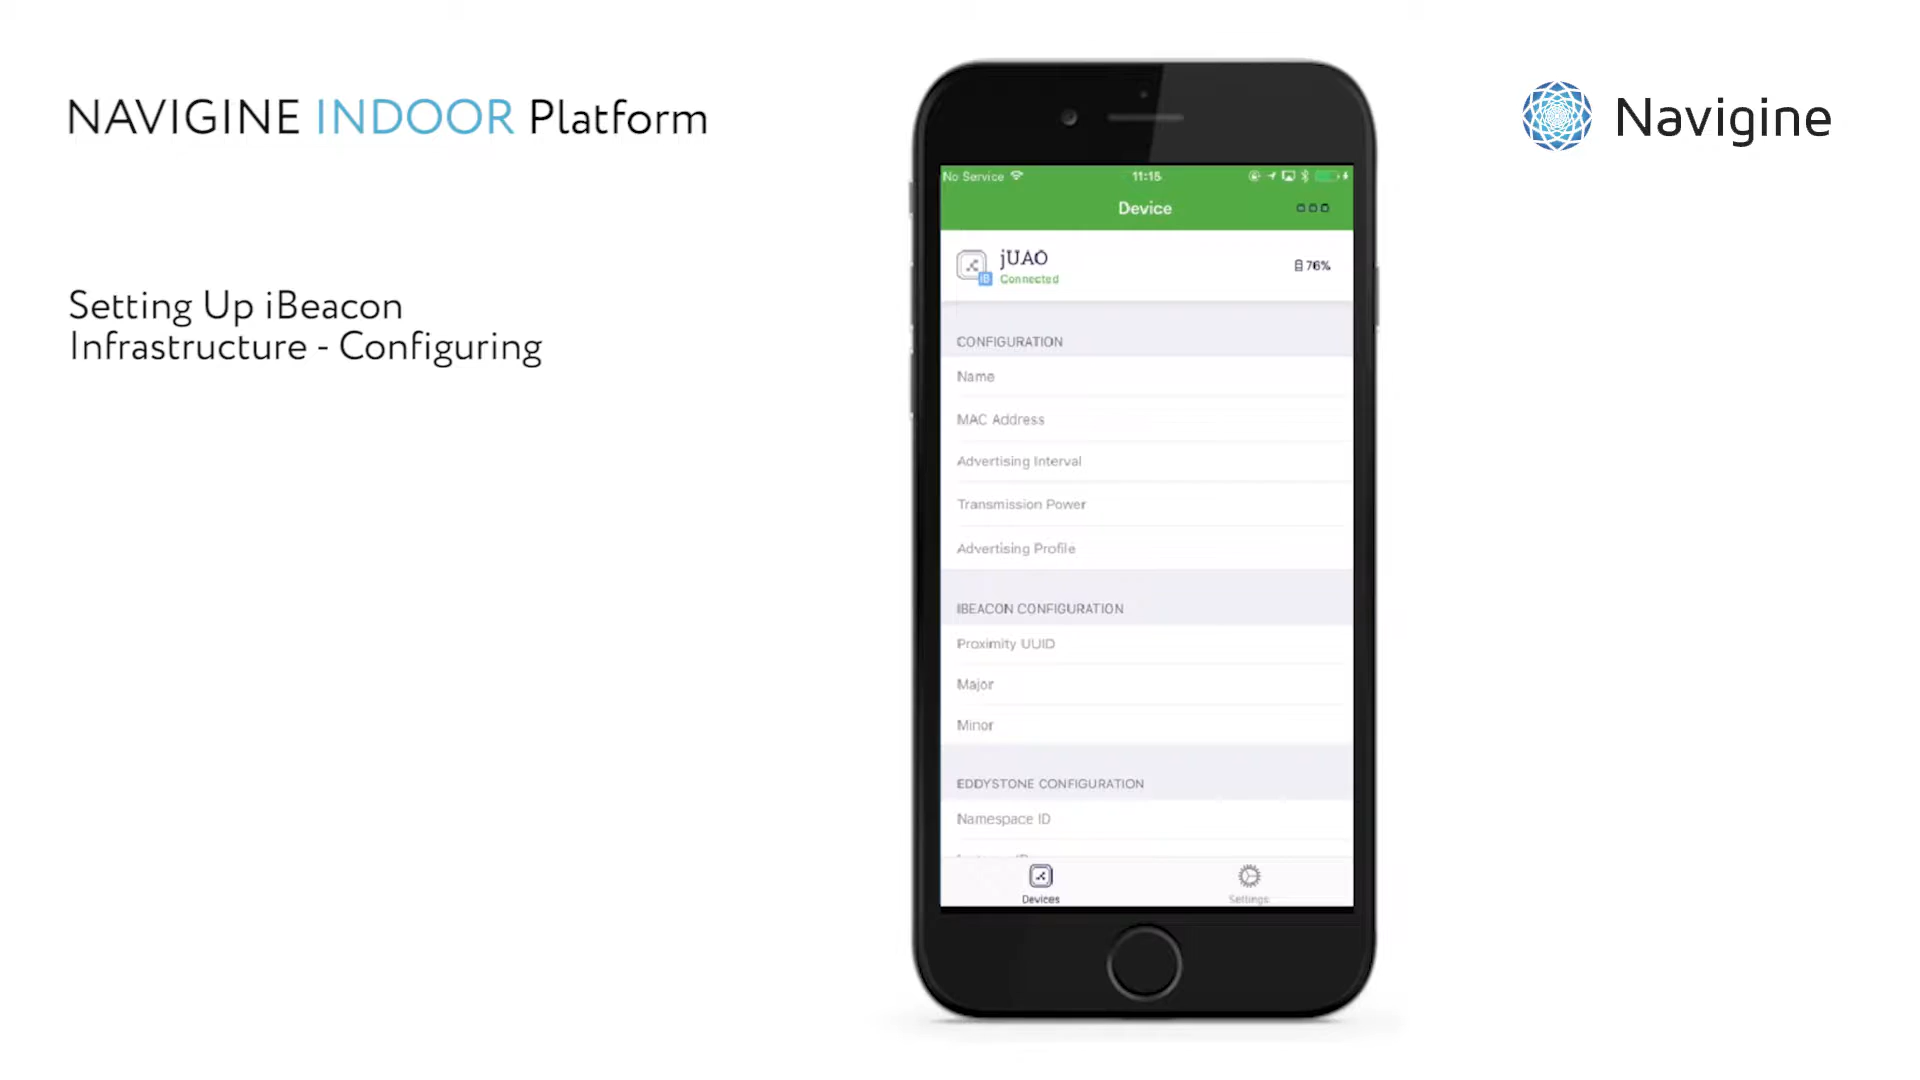 NAVIGINE INDOOR Platform
Navigine
Setting Up iBeacon
Infrastructure - Configuring
No Service
11:15
Device
jUAO
iB
Connected
76%
CONFIGURATION
Name
MAC Address
Advertising Interval
Transmission Power
Advertising Profile
IBEACON CONFIGURATION
Proximity UUID
Major
Minor
EDDYSTONE CONFIGURATION
Namespace ID
Devices
Settings